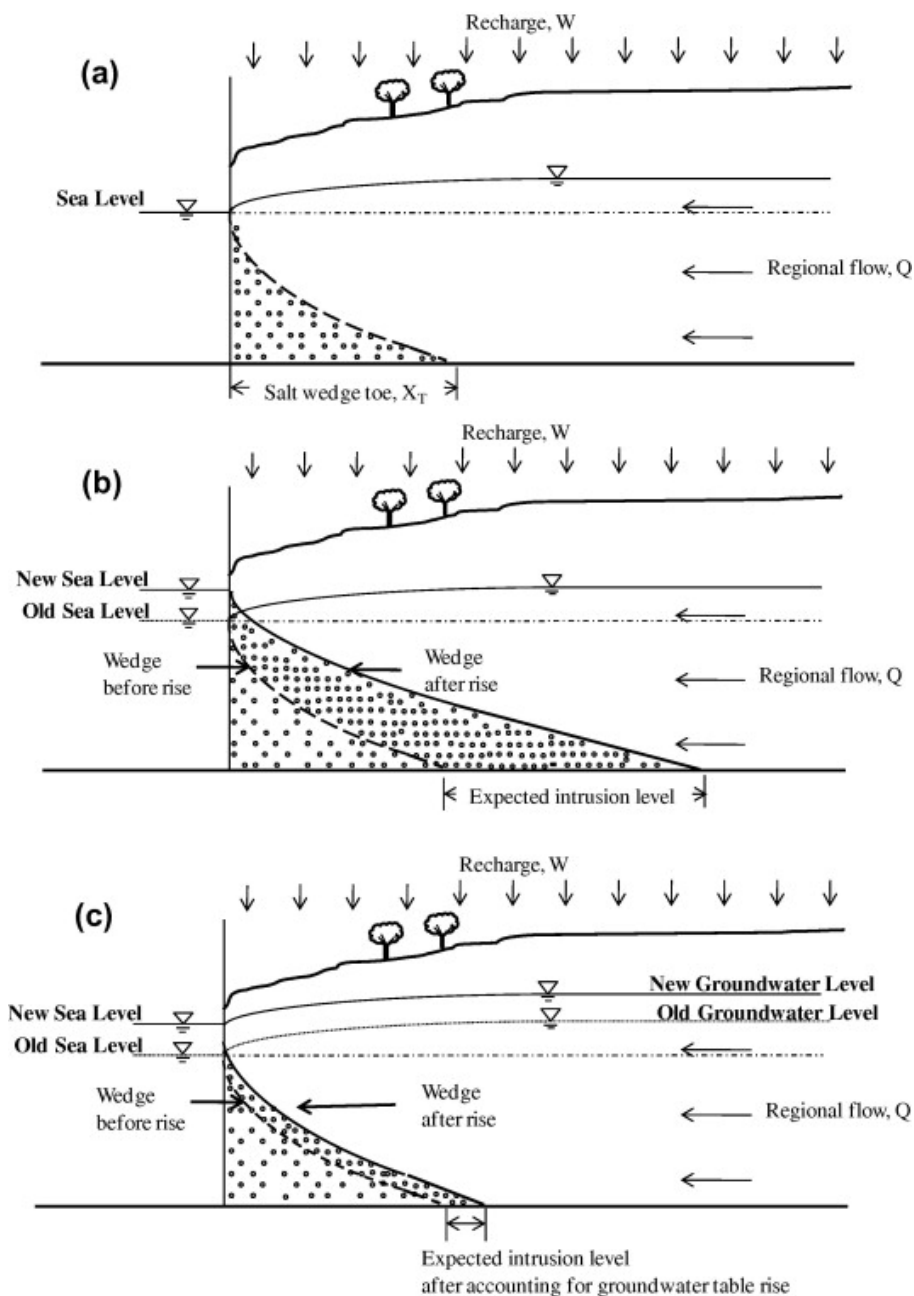 Recharge, W
(a)
Sea Level
Regional flow, Q
Salt wedge toe, X_T
Recharge, W
(b)
New Sea Level
Old Sea Level
Wedge
before rise
Wedge
after rise
Regional flow, Q
Expected intrusion level
Recharge, W
(c)
New Groundwater Level
New Sea Level
Old Groundwater Level
Old Sea Level
Wedge
before rise
Wedge
after rise
Regional flow, Q
Expected intrusion level
after accounting for groundwater table rise